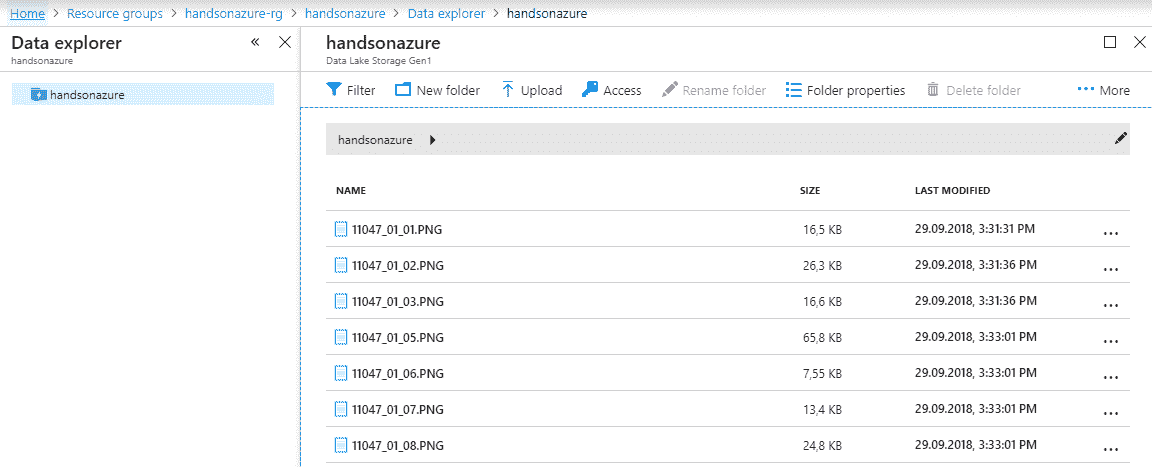 Home > Resource groups > handsonazure-rg > handsonazure > Data explorer > handsonazure
Data explorer
handsonazure
handsonazure
handsonazure
Data Lake Storage Gen1
Filter New folder Upload Access Rename folder Folder properties Delete folder ... More
handsonazure
NAME SIZE LAST MODIFIED
11047_01_01.PNG 16,5 KB 29.09.2018, 3:31:31 PM ...
11047_01_02.PNG 26,3 KB 29.09.2018, 3:31:36 PM ...
11047_01_03.PNG 16,6 KB 29.09.2018, 3:31:36 PM ...
11047_01_05.PNG 65,8 KB 29.09.2018, 3:33:01 PM ...
11047_01_06.PNG 7,55 KB 29.09.2018, 3:33:01 PM ...
11047_01_07.PNG 13,4 KB 29.09.2018, 3:33:01 PM ...
11047_01_08.PNG 24,8 KB 29.09.2018, 3:33:01 PM ...